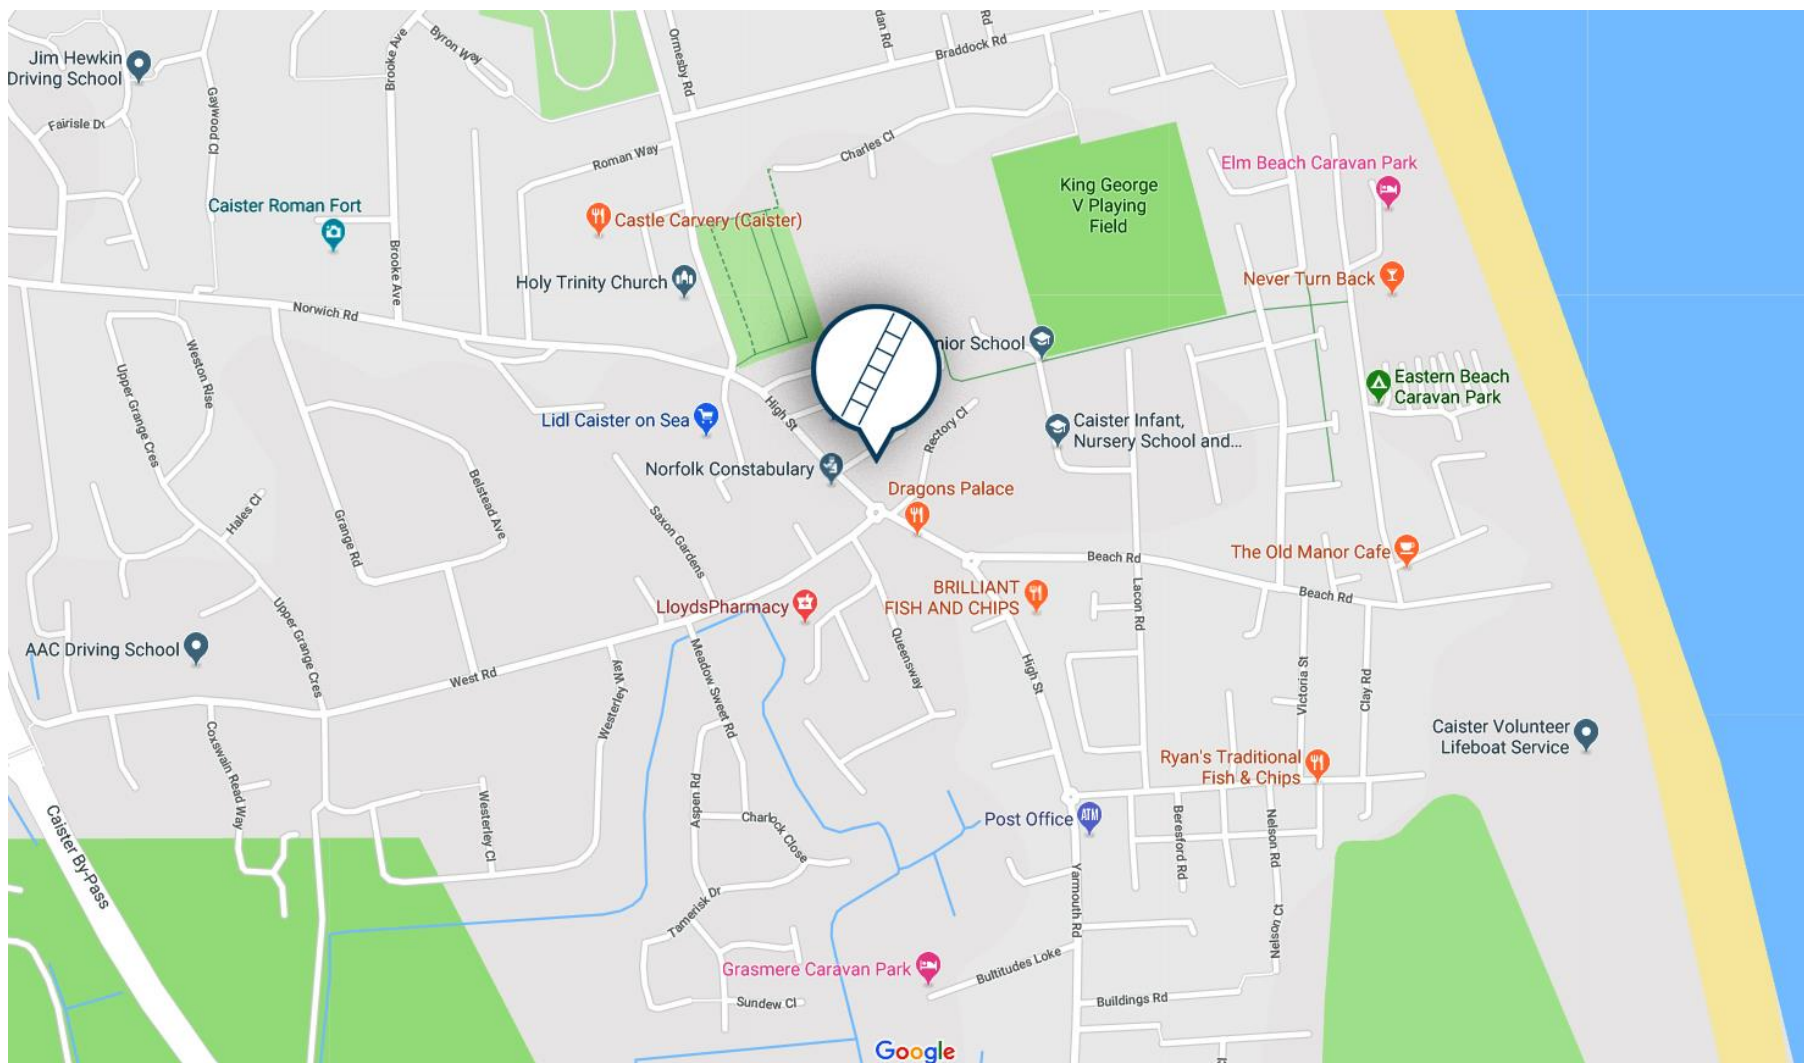 Jim Hewkin
Driving School
Brooke Ave
Byron Way
Ormesby Rd
dan Rd
Rd
Braddock Rd
Gaywood Cl
Fairisle Dr
Roman Way
Charles Cl
Caister Roman Fort
Castle Carvery (Caister)
King George
V Playing
Field
Elm Beach Caravan Park
Brooke Ave
Holy Trinity Church
Never Turn Back
Norwich Rd
nior School
Weston Rise
Upper Grange Cres
High St
Lidl Caister on Sea
Rectory Cl
Caister Infant,
Nursery School and...
Eastern Beach
Caravan Park
Norfolk Constabulary
Dragons Palace
Hales Cl
Grange Rd
Belstead Ave
Saxon Gardens
Beach Rd
The Old Manor Cafe
BRILLIANT
FISH AND CHIPS
Lacon Rd
Beach Rd
LloydsPharmacy
Upper Grange Cres
AAC Driving School
West Rd
Westerley Way
Meadow Sweet Rd
Queensway
High St
Victoria St
Clay Rd
Caister Volunteer
Lifeboat Service
Coxswain Read Way
Ryan's Traditional
Fish & Chips
Aspen Rd
Westerley Cl
Charlock Close
Post Office
ATM
Beresford Rd
Nelson Rd
Caister By-Pass
Tamerisk Dr
Yarmouth Rd
Nelson Ct
Grasmere Caravan Park
Bultitudes Loke
Sundew Cl
Buildings Rd
Google